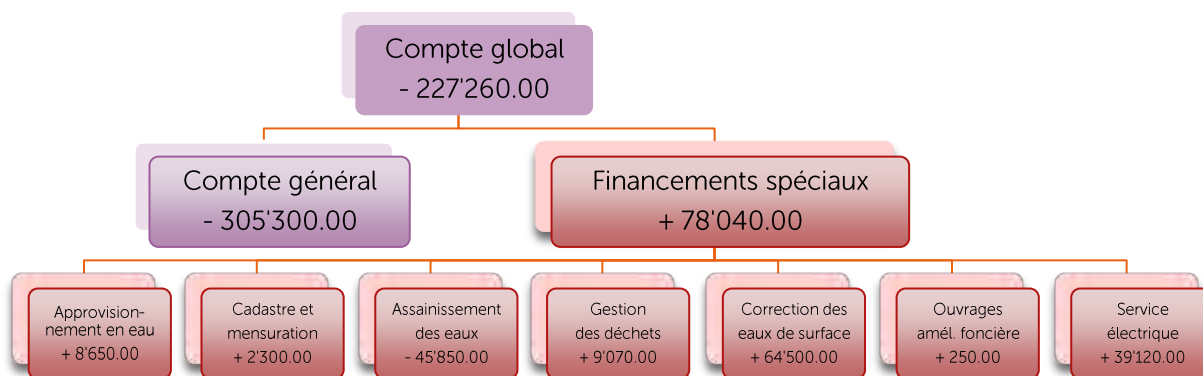 Compte global
- 227'260.00
Compte général
- 305'300.00
Financements spéciaux
+ 78'040.00
Approvision-
nement en eau
+ 8'650.00
Cadastre et
mensuration
+ 2'300.00
Assainissement
des eaux
- 45'850.00
Gestion
des déchets
+ 9'070.00
Correction des
eaux de surface
+ 64'500.00
Ouvrages
amél. foncière
+ 250.00
Service
électrique
+ 39'120.00